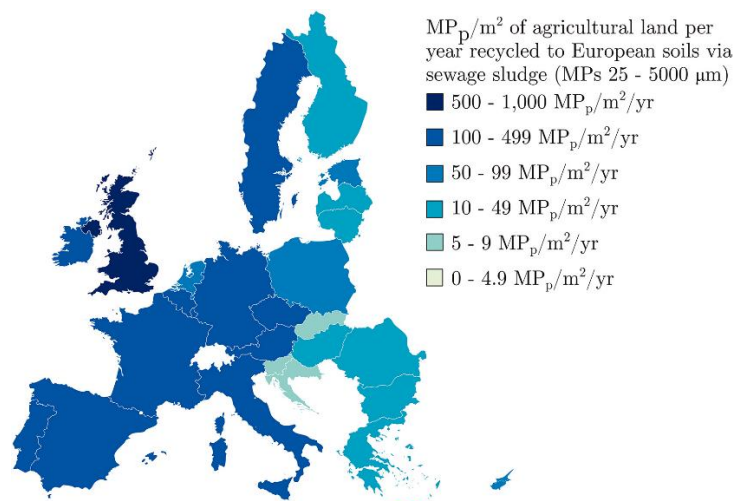 MPp/m² of agricultural land per
year recycled to European soils via
sewage sludge (MPs 25 - 5000 μm)
500 - 1,000 MPp/m²/yr
100 - 499 MPp/m²/yr
50 - 99 MPp/m²/yr
10 - 49 MPp/m²/yr
5 - 9 MPp/m²/yr
0 - 4.9 MPp/m²/yr